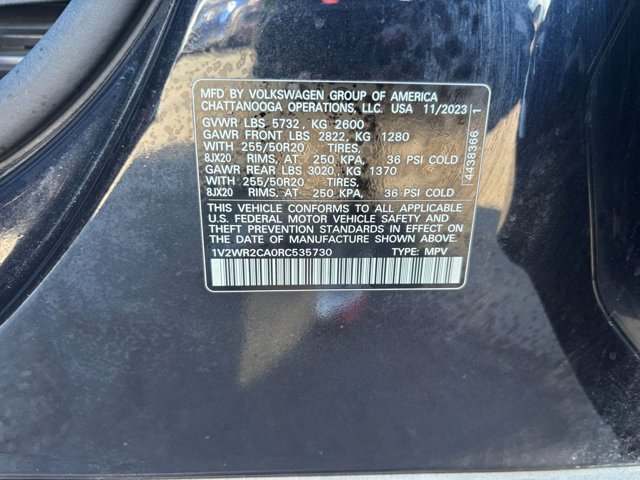 MFD BY VOLKSWAGEN GROUP OF AMERICA
CHATTANOOGA OPERATIONS, LLC. USA 11/2023
GVWR LBS 5732, KG 2600
GAWR FRONT LBS 2822, KG 1280
WITH 255/50R20 TIRES,
8JX20 RIMS, AT 250 KPA, 36 PSI COLD
GAWR REAR LBS 3020, KG 1370
WITH 255/50R20 TIRES,
8JX20 RIMS, AT 250 KPA, 36 PSI COLD
THIS VEHICLE CONFORMS TO ALL APPLICABLE
U.S. FEDERAL MOTOR VEHICLE SAFETY AND
THEFT PREVENTION STANDARDS IN EFFECT ON
THE DATE OF MANUFACTURE SHOWN ABOVE.
1V2WR2CA0RC535730 TYPE: MPV
4438366 1